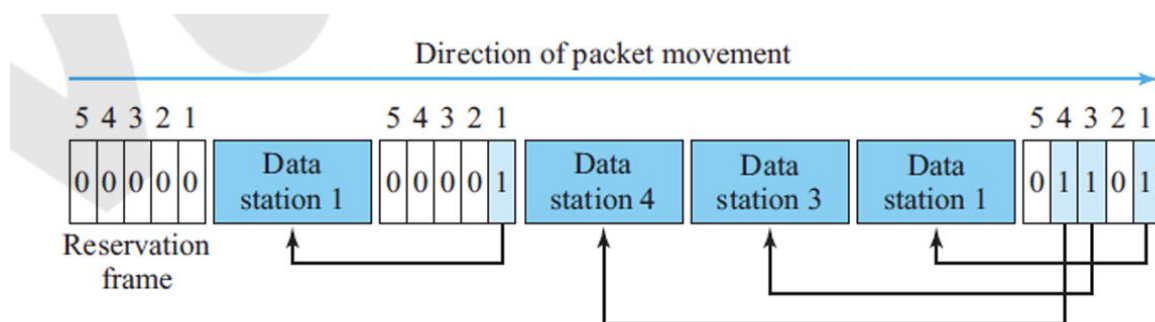 Direction of packet movement
5 4 3 2 1 5 4 3 2 1 5 4 3 2 1
0 0 0 0 0 Data station 1 0 0 0 0 1 Data station 4 Data station 3 Data station 1 0 1 1 0 1
Reservation
frame